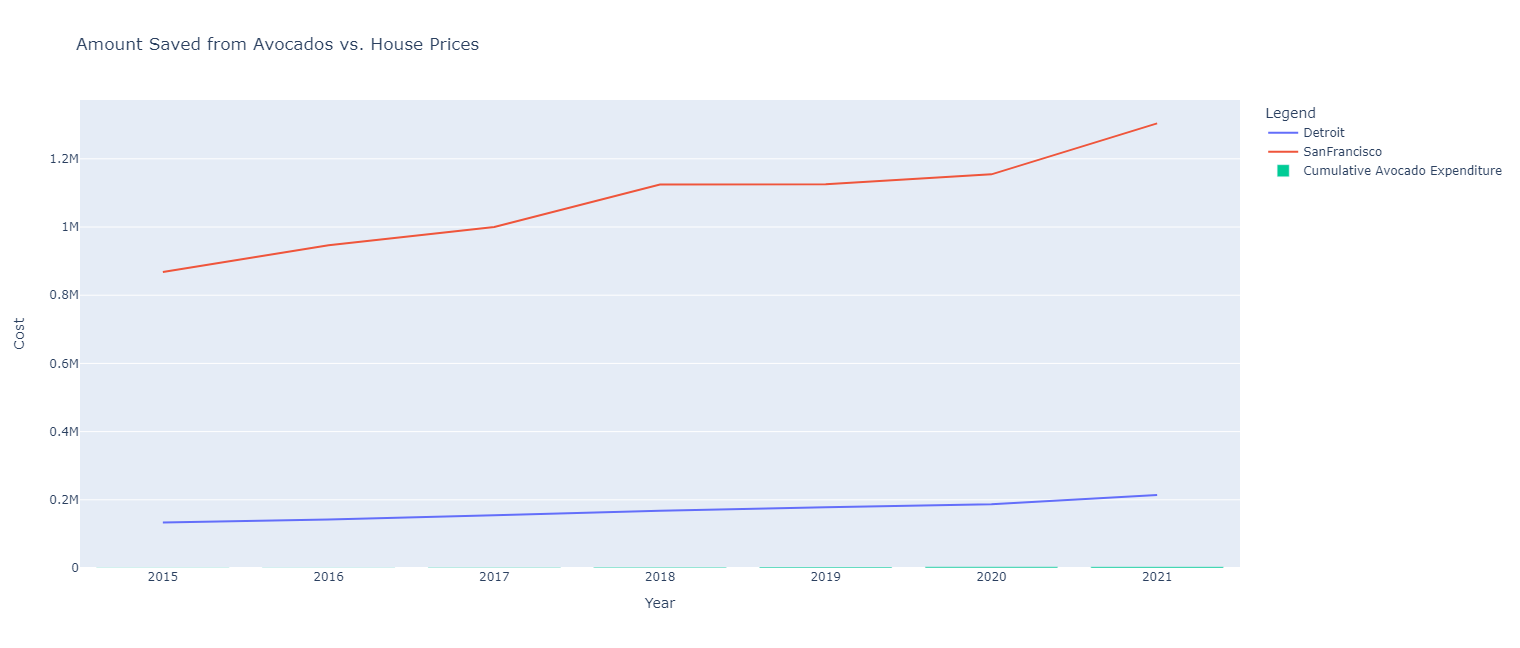 Amount Saved from Avocados vs. House Prices
Legend
Detroit
SanFrancisco
Cumulative Avocado Expenditure
1.2M
1M
0.8M
0.6M
0.4M
0.2M
0
Cost
2015 2016 2017 2018 2019 2020 2021
Year